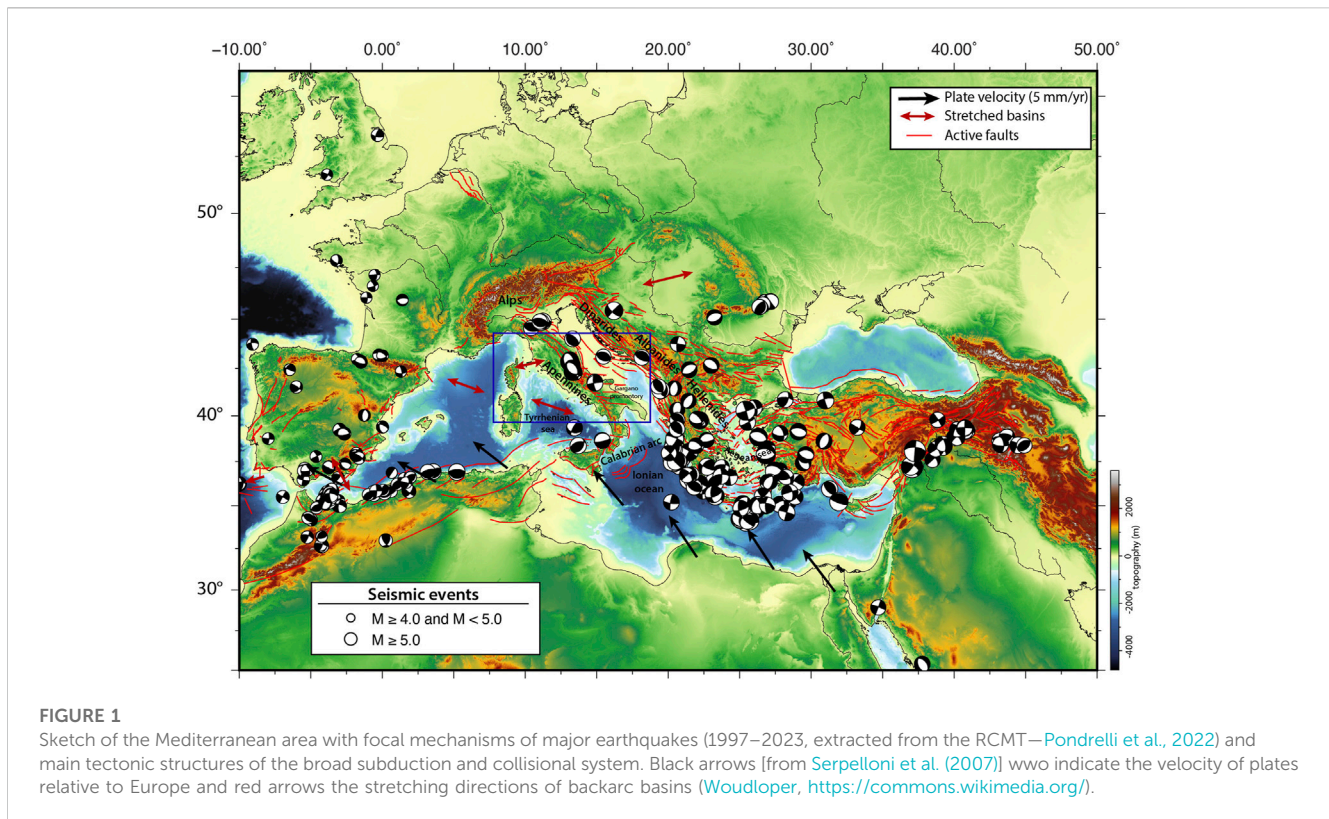 −10.00° 0.00° 10.00° 20.00° 30.00° 40.00° 50.00°
Plate velocity (5 mm/yr)
Stretched basins
Active faults
50°
40°
30°
Alps
Dinarides
Albanides
Hellenides
Apennines
Gargano
promontory
Tyrrhenian
sea
Calabrian arc
Aegean sea
Ionian
ocean
2000
0
-2000
-4000
topography (m)
Seismic events
M ≥ 4.0 and M < 5.0
M ≥ 5.0
FIGURE 1
Sketch of the Mediterranean area with focal mechanisms of major earthquakes (1997–2023, extracted from the RCMT—Pondrelli et al., 2022) and
main tectonic structures of the broad subduction and collisional system. Black arrows [from Serpelloni et al. (2007)] wwo indicate the velocity of plates
relative to Europe and red arrows the stretching directions of backarc basins (Woudloper, https://commons.wikimedia.org/).